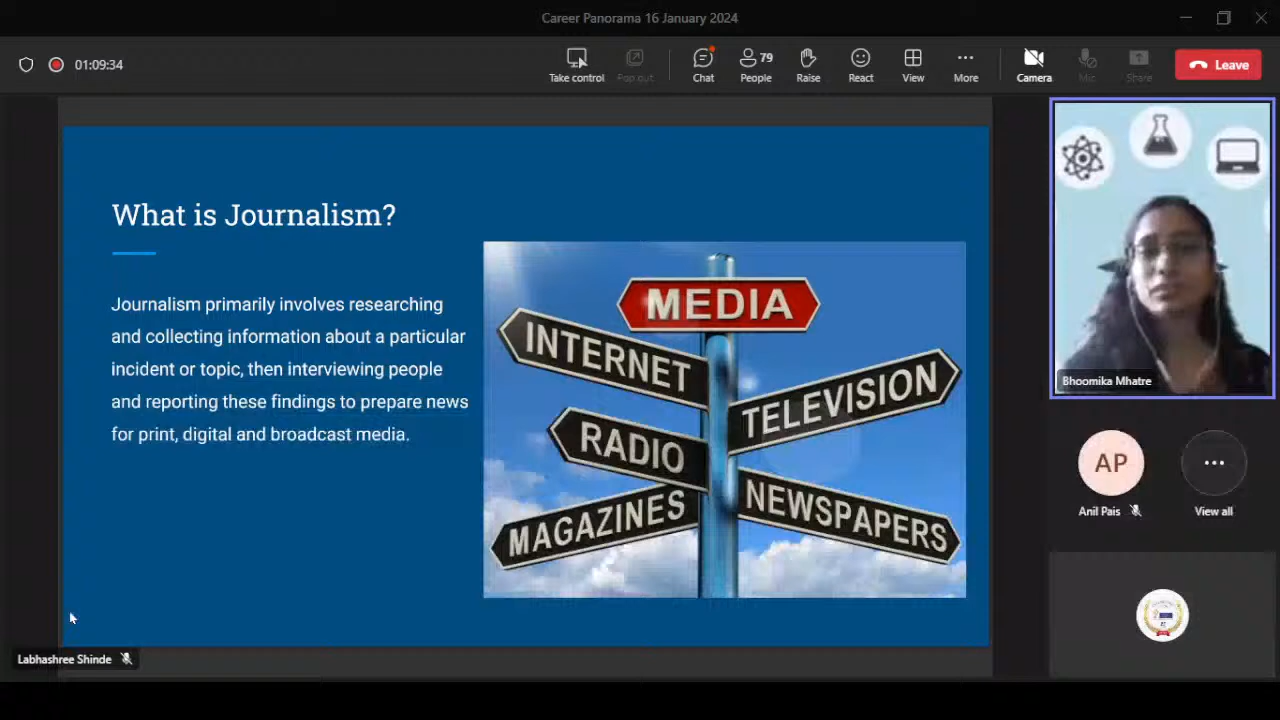 Career Panorama 16 January 2024
01:09:34
Take control
Pop out
Chat
79
People
Raise
React
View
More
Camera
Mic
Share
Leave
What is Journalism?
Journalism primarily involves researching
and collecting information about a particular
incident or topic, then interviewing people
and reporting these findings to prepare news
for print, digital and broadcast media.
MEDIA
INTERNET
TELEVISION
RADIO
NEWSPAPERS
MAGAZINES
Bhoomika Mhatre
AP
Anil Pais
View all
Labhashree Shinde